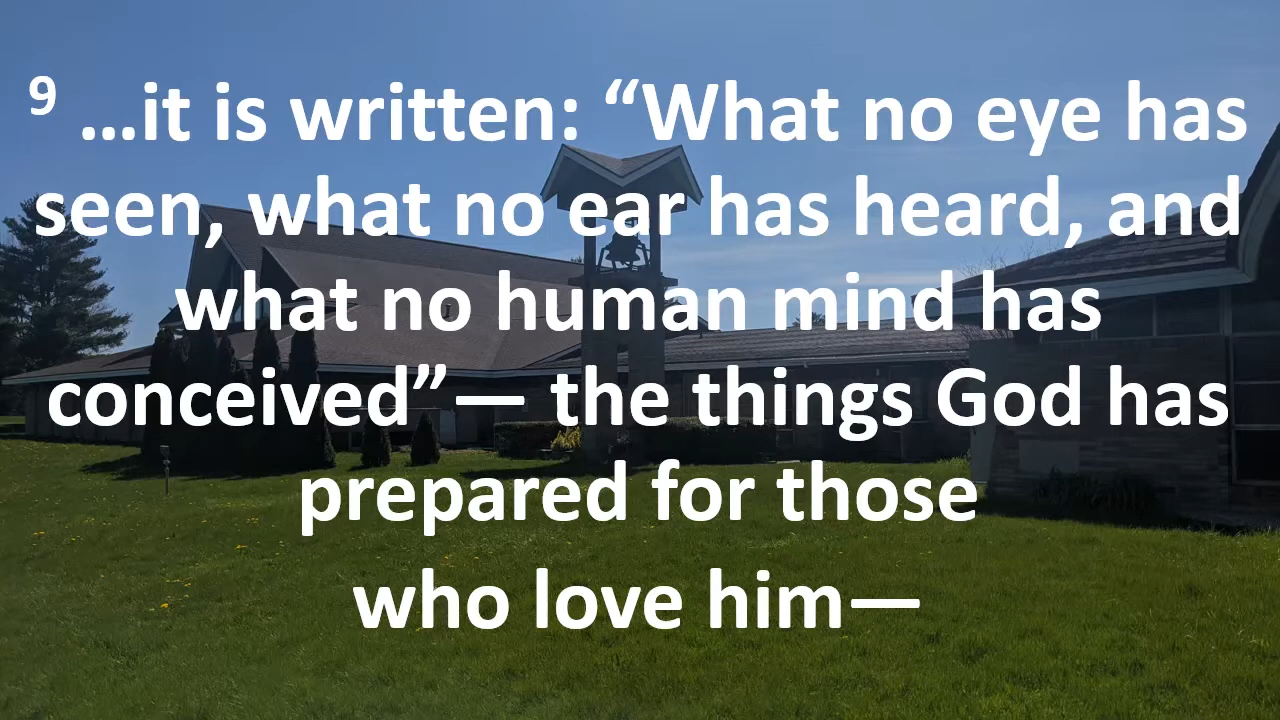 9 ...it is written: “What no eye has
seen, what no ear has heard, and
what no human mind has
conceived”— the things God has
prepared for those
who love him—